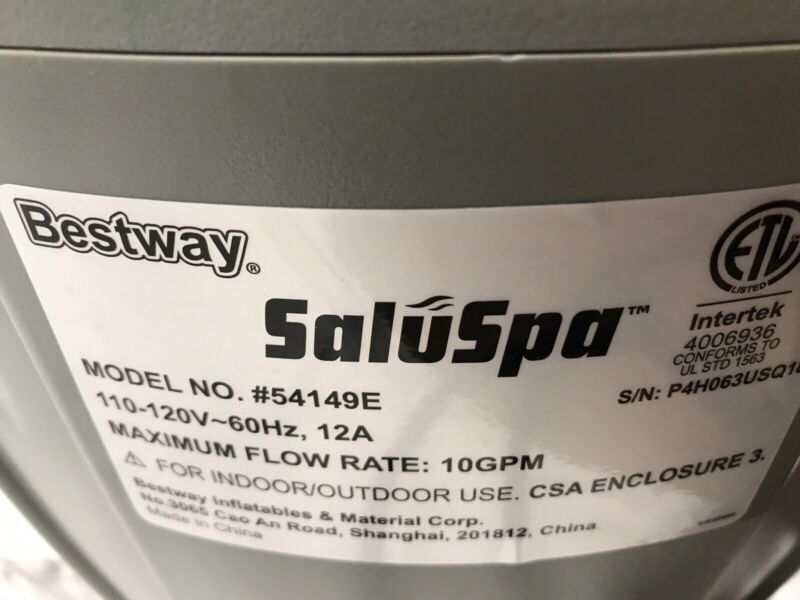 Bestway®
SalúSpa™
ETL
LISTED
Intertek
4006936
CONFORMS TO
UL STD 1563
S/N: P4H063USQ18
MODEL NO. #54149E
110-120V~60Hz, 12A
MAXIMUM FLOW RATE: 10GPM
⚠ FOR INDOOR/OUTDOOR USE. CSA ENCLOSURE 3.
Bestway Inflatables & Material Corp.
No.3065 Cao An Road, Shanghai, 201812, China
Made in China